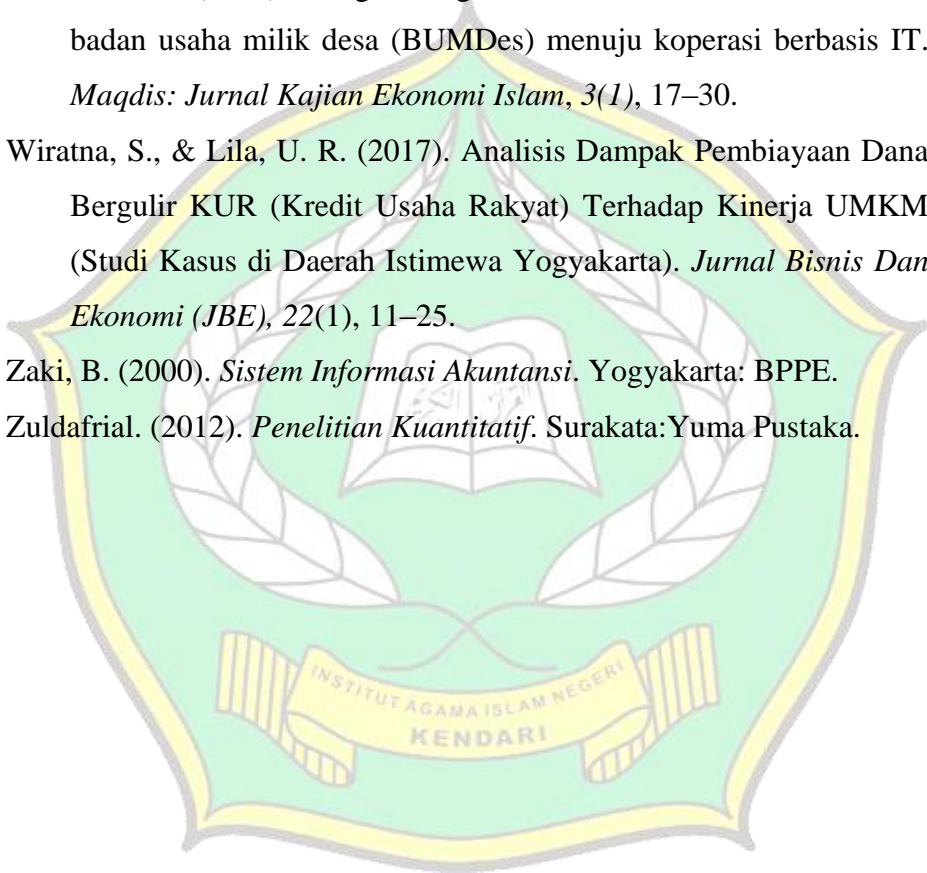 badan usaha milik desa (BUMDes) menuju koperasi berbasis IT.
Maqdis: Jurnal Kajian Ekonomi Islam, 3(1), 17–30.
Wiratna, S., & Lila, U. R. (2017). Analisis Dampak Pembiayaan Dana
Bergulir KUR (Kredit Usaha Rakyat) Terhadap Kinerja UMKM
(Studi Kasus di Daerah Istimewa Yogyakarta). Jurnal Bisnis Dan
Ekonomi (JBE), 22(1), 11–25.
Zaki, B. (2000). Sistem Informasi Akuntansi. Yogyakarta: BPPE.
Zuldafrial. (2012). Penelitian Kuantitatif. Surakata:Yuma Pustaka.
INSTITUT AGAMA ISLAM NEGERI
KENDARI